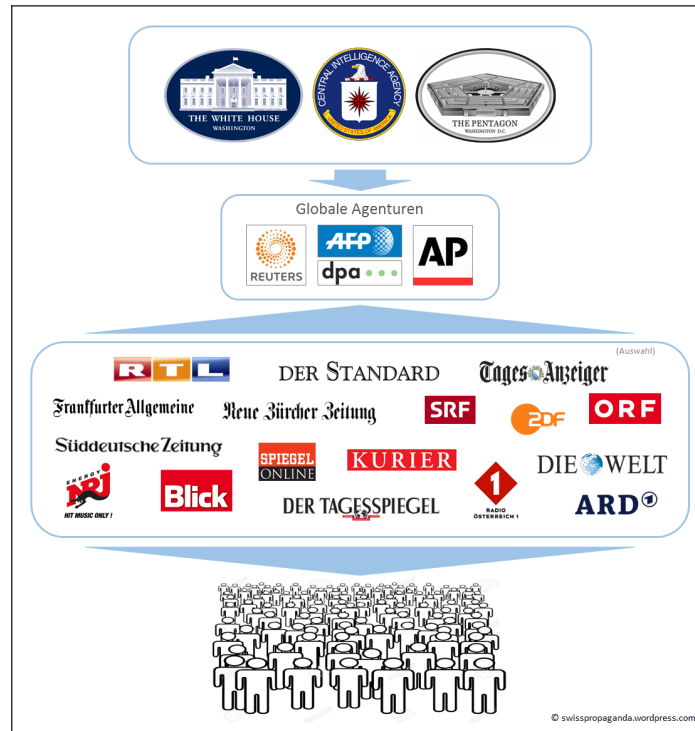 THE WHITE HOUSE
WASHINGTON
CENTRAL INTELLIGENCE AGENCY
UNITED STATES OF AMERICA
THE PENTAGON
WASHINGTON D.C.
Globale Agenturen
REUTERS
AFP
dpa
AP
(Auswahl)
RTL
DER STANDARD
Tages Anzeiger
Frankfurter Allgemeine
Neue Zürcher Zeitung
SRF
ZDF
ORF
Süddeutsche Zeitung
SPIEGEL
ONLINE
KURIER
DIE WELT
ENERGY
NRJ
HIT MUSIC ONLY !
Blick
DER TAGESSPIEGEL
1
RADIO
ÖSTERREICH 1
ARD
© swisspropaganda.wordpress.com